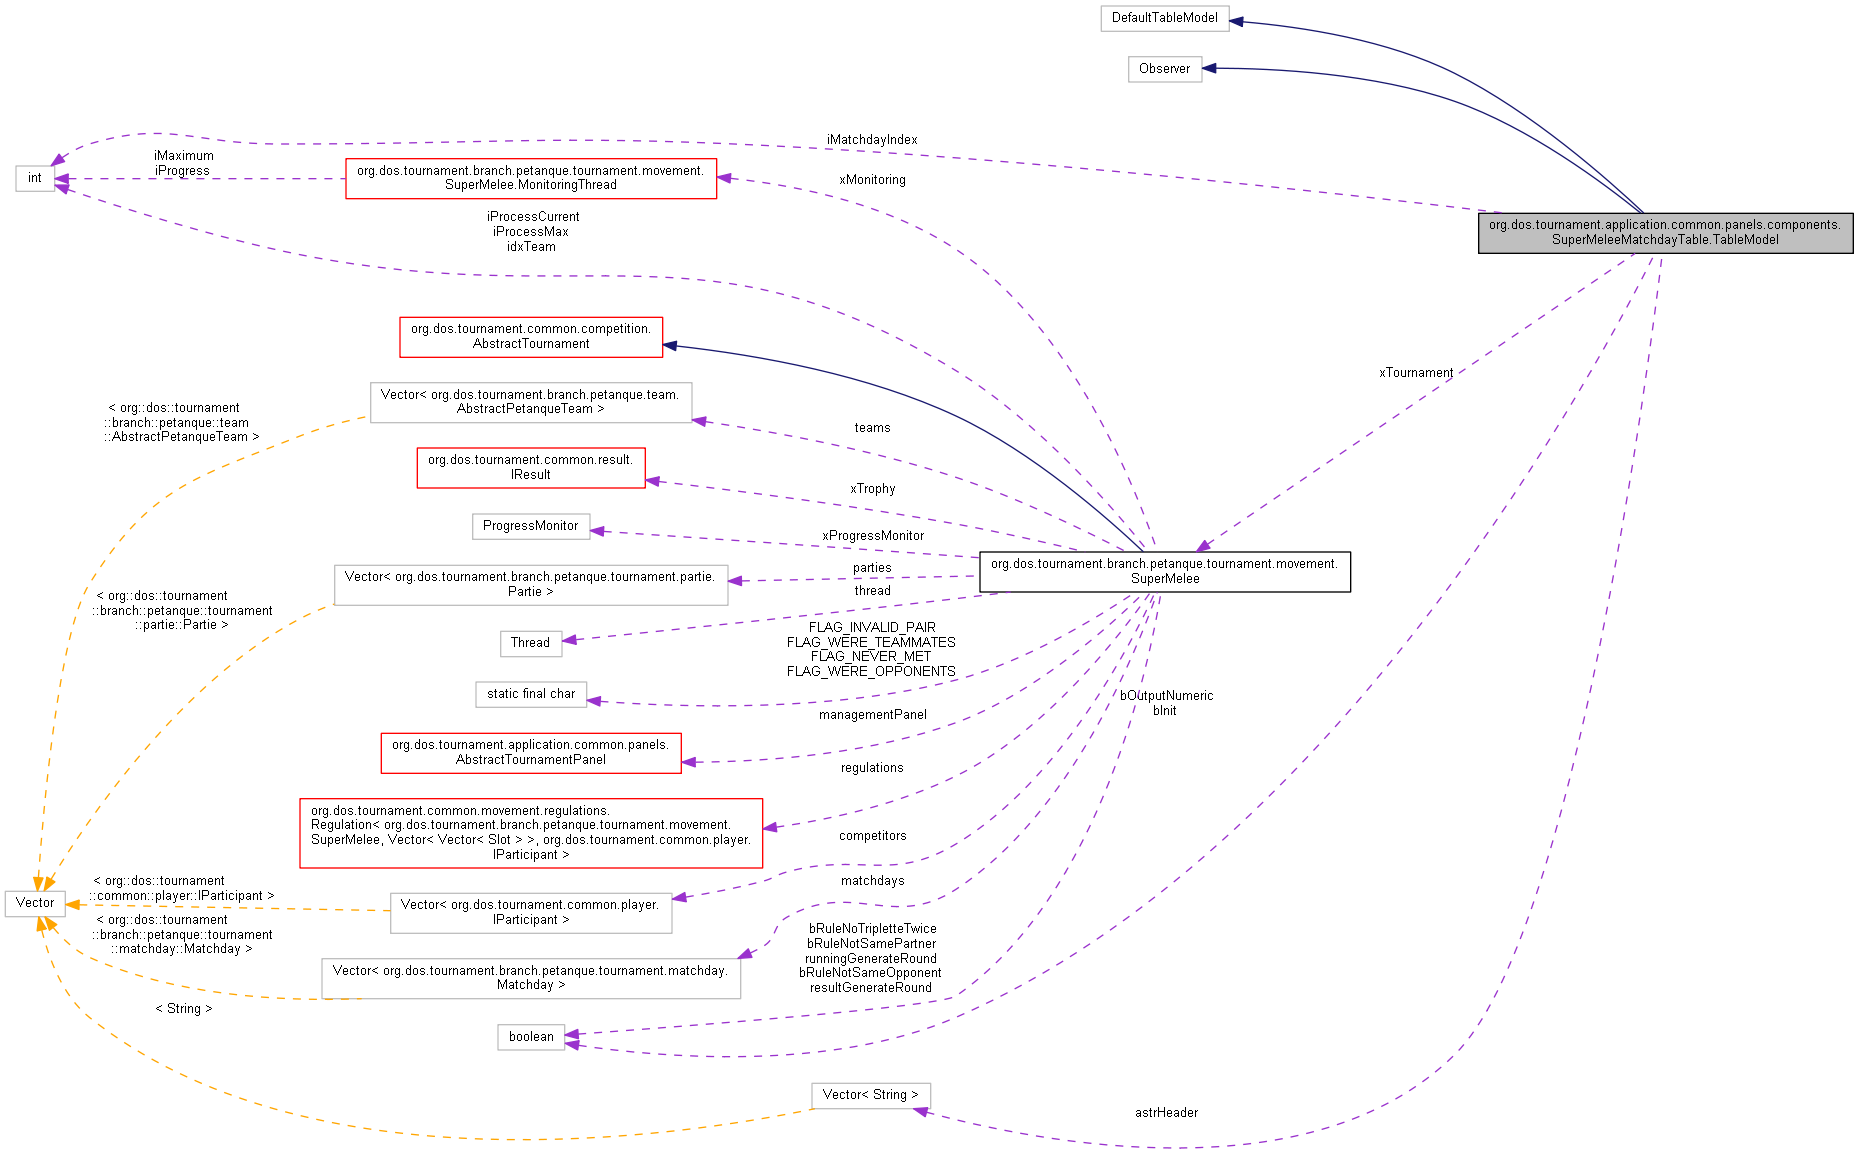 DefaultTableModel
Observer
iMatchdayIndex
iMaximum
iProgress
int
org.dos.tournament.branch.petanque.tournament.movement.
SuperMelee.MonitoringThread
xMonitoring
org.dos.tournament.application.common.panels.components.
SuperMeleeMatchdayTable.TableModel
iProcessCurrent
iProcessMax
idxTeam
org.dos.tournament.common.competition.
AbstractTournament
xTournament
Vector< org.dos.tournament.branch.petanque.team.
AbstractPetanqueTeam >
< org::dos::tournament
::branch::petanque::team
::AbstractPetanqueTeam >
teams
org.dos.tournament.common.result.
IResult
xTrophy
ProgressMonitor
xProgressMonitor
org.dos.tournament.branch.petanque.tournament.movement.
SuperMelee
parties
Vector< org.dos.tournament.branch.petanque.tournament.partie.
Partie >
< org::dos::tournament
::branch::petanque::tournament
::partie::Partie >
thread
Thread
FLAG_INVALID_PAIR
FLAG_WERE_TEAMMATES
FLAG_NEVER_MET
FLAG_WERE_OPPONENTS
static final char
bOutputNumeric
bInit
managementPanel
org.dos.tournament.application.common.panels.
AbstractTournamentPanel
regulations
org.dos.tournament.common.movement.regulations.
Regulation< org.dos.tournament.branch.petanque.tournament.movement.
SuperMelee, Vector< Vector< Slot > >, org.dos.tournament.common.player.
IParticipant >
competitors
matchdays
< org::dos::tournament
::common::player::IParticipant >
Vector
Vector< org.dos.tournament.common.player.
IParticipant >
< org::dos::tournament
::branch::petanque::tournament
::matchday::Matchday >
bRuleNoTripletteTwice
bRuleNotSamePartner
runningGenerateRound
bRuleNotSameOpponent
resultGenerateRound
Vector< org.dos.tournament.branch.petanque.tournament.matchday.
Matchday >
< String >
boolean
Vector< String >
astrHeader